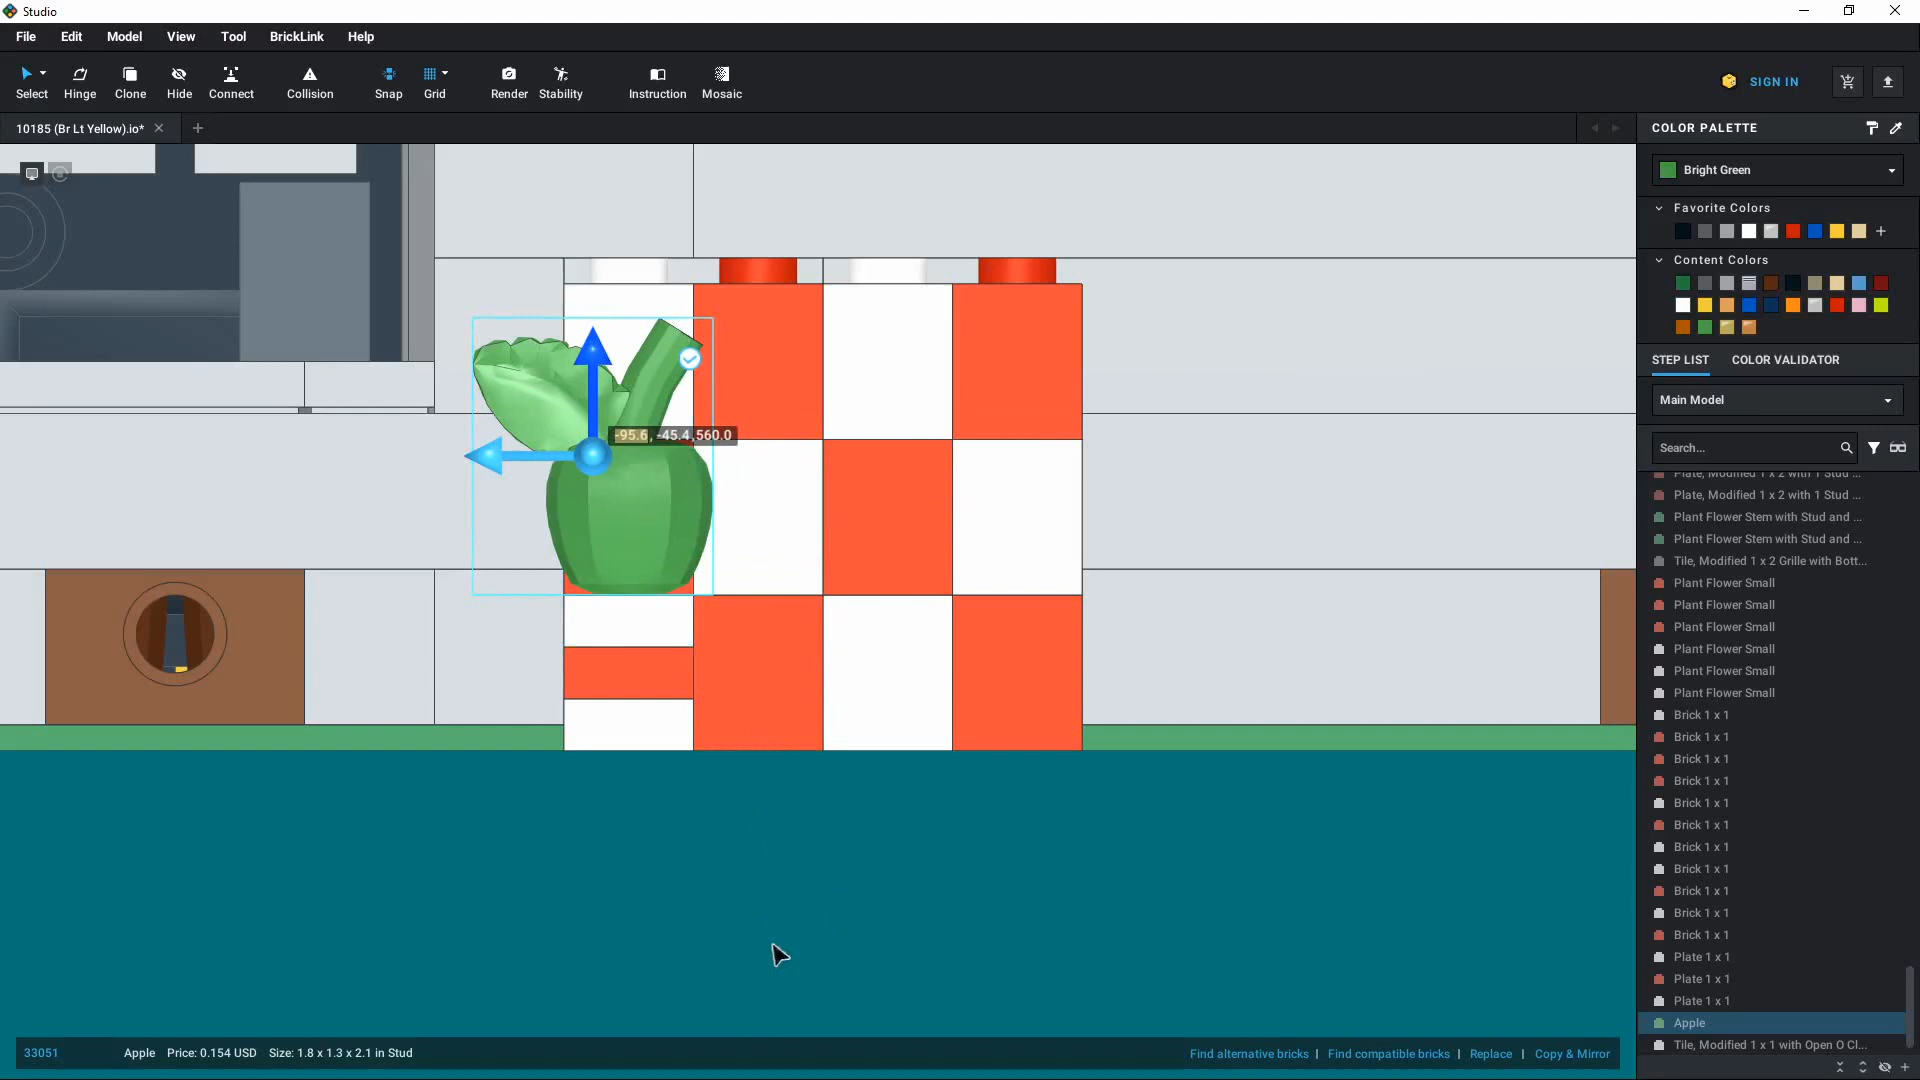 Studio
File Edit Model View Tool BrickLink Help
Select Hinge Clone Hide Connect Collision Snap Grid Render Stability Instruction Mosaic
SIGN IN
10185 (Br Lt Yellow).io*
COLOR PALETTE
Bright Green
Favorite Colors
Content Colors
STEP LIST COLOR VALIDATOR
Main Model
Search...
Plate, Modified 1 x 2 with 1 Stud ...
Plate, Modified 1 x 2 with 1 Stud ...
Plant Flower Stem with Stud and ...
Plant Flower Stem with Stud and ...
Tile, Modified 1 x 2 Grille with Bott...
Plant Flower Small
Plant Flower Small
Plant Flower Small
Plant Flower Small
Plant Flower Small
Plant Flower Small
Brick 1 x 1
Brick 1 x 1
Brick 1 x 1
Brick 1 x 1
Brick 1 x 1
Brick 1 x 1
Brick 1 x 1
Brick 1 x 1
Brick 1 x 1
Brick 1 x 1
Brick 1 x 1
Plate 1 x 1
Plate 1 x 1
Plate 1 x 1
Apple
Tile, Modified 1 x 1 with Open O Cl...
-95.6, -45.4, 560.0
33051 Apple Price: 0.154 USD Size: 1.8 x 1.3 x 2.1 in Stud
Find alternative bricks | Find compatible bricks | Replace | Copy & Mirror